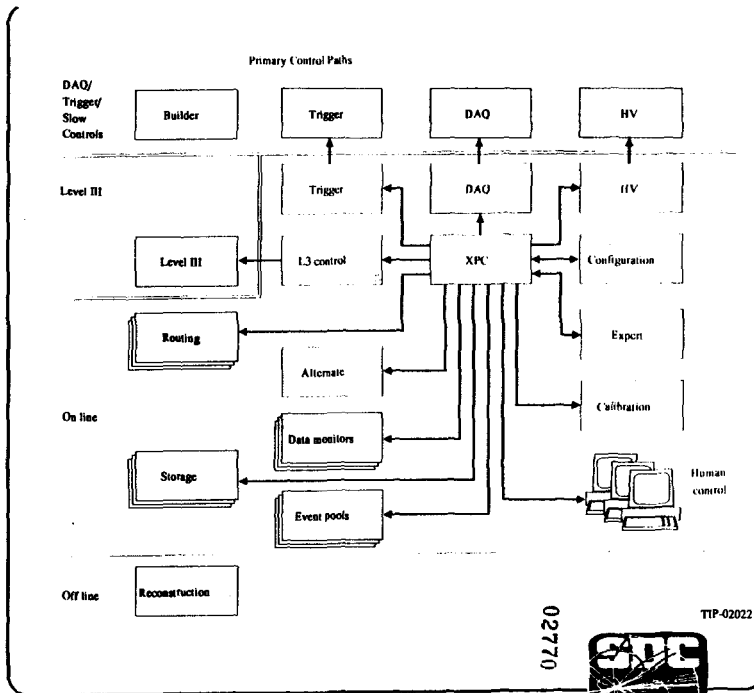 Primary Control Paths
DAQ/
Trigger/
Slow
Controls
Builder
Trigger
DAQ
HV
Level III
Trigger
DAQ
HV
Level III
L3 control
XPC
Configuration
Routing
Expert
Alternate
Calibration
On line
Data monitors
Storage
Human
control
Event pools
Off line
Reconstruction
TIP-02022
02770